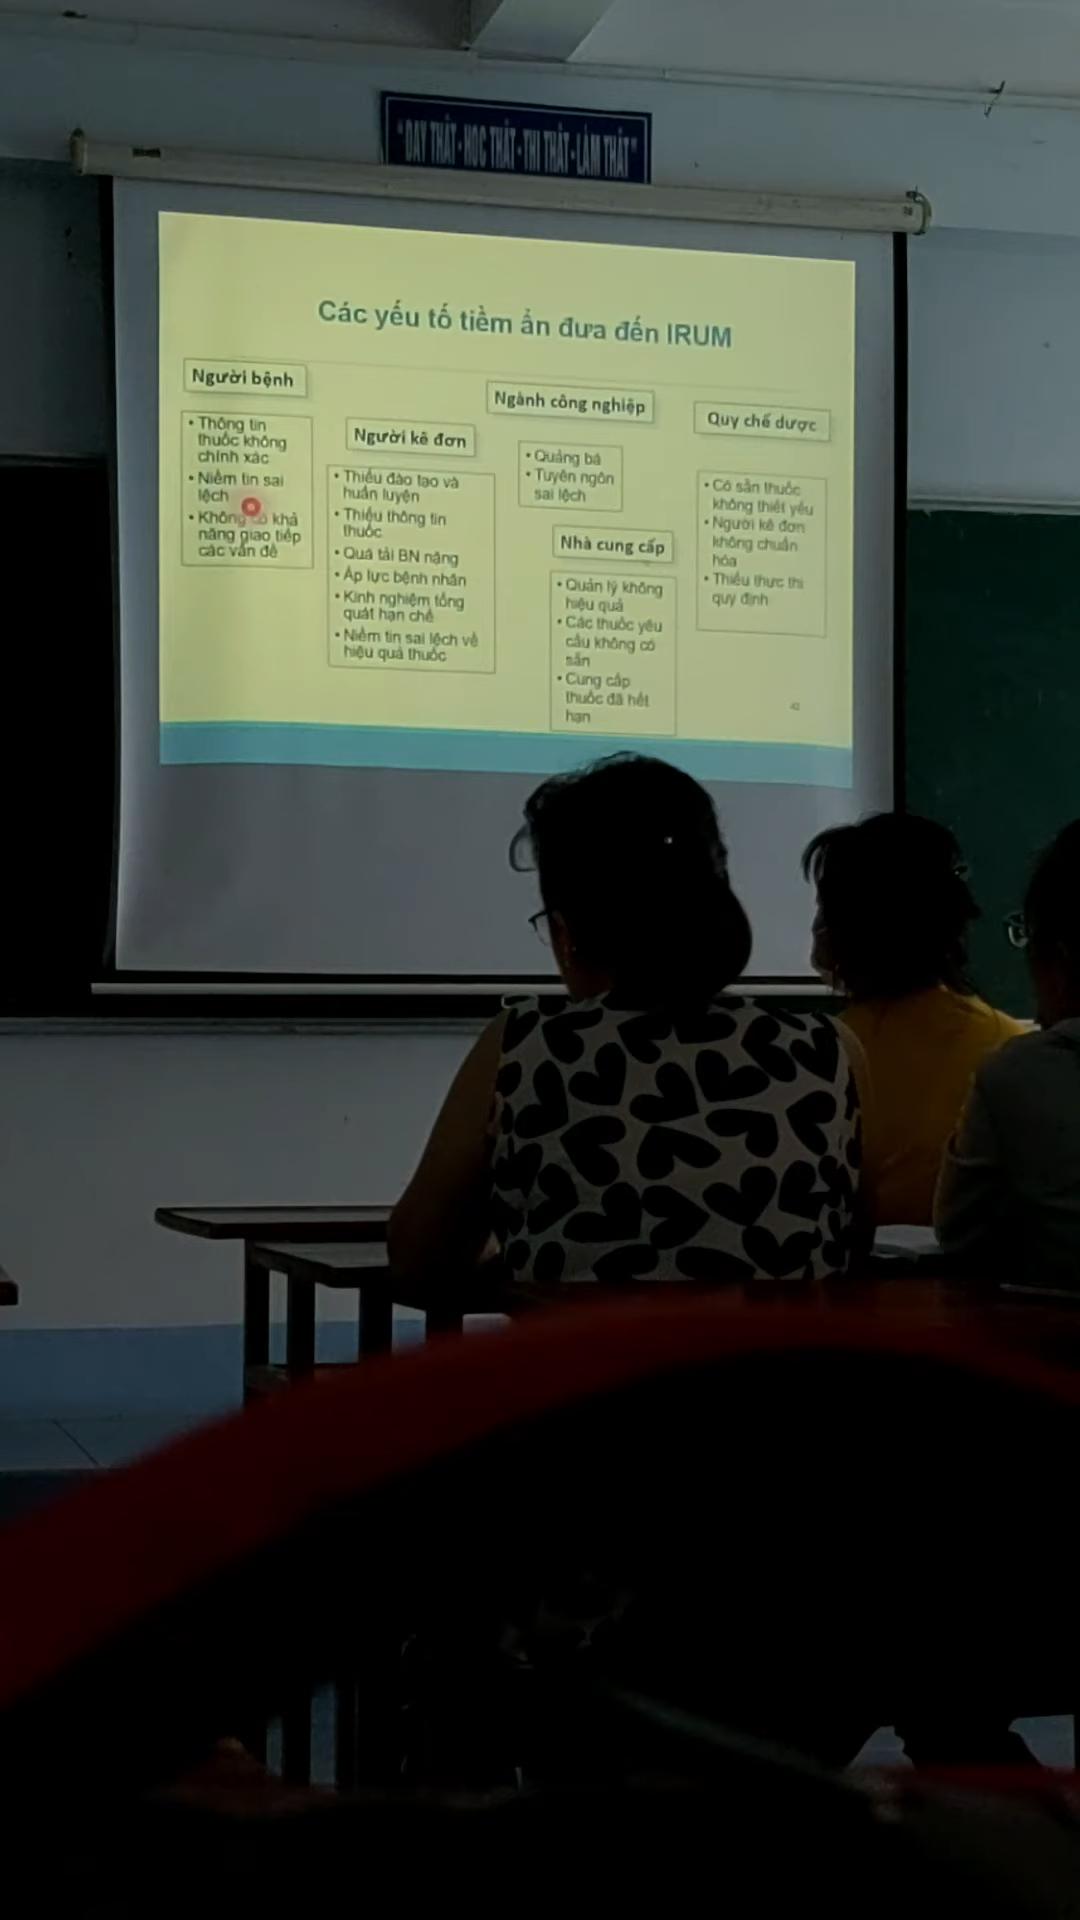 "DẠY THẬT - HỌC THẬT - THI THẬT - LÀM THẬT"
Các yếu tố tiềm ẩn đưa đến IRUM
Người bệnh
• Thông tin
thuốc không
chính xác
• Niềm tin sai
lệch
• Không có khả
năng giao tiếp
các vấn đề
Người kê đơn
• Thiếu đào tạo và
huấn luyện
• Thiếu thông tin
thuốc
• Quá tải BN nặng
• Áp lực bệnh nhân
• Kinh nghiệm tổng
quát hạn chế
• Niềm tin sai lệch về
hiệu quả thuốc
Ngành công nghiệp
• Quảng bá
• Tuyên ngôn
sai lệch
Nhà cung cấp
• Quản lý không
hiệu quả
• Các thuốc yêu
cầu không có
sẵn
• Cung cấp
thuốc đã hết
hạn
Quy chế dược
• Có sẵn thuốc
không thiết yếu
• Người kê đơn
không chuẩn
hóa
• Thiếu thực thi
quy định